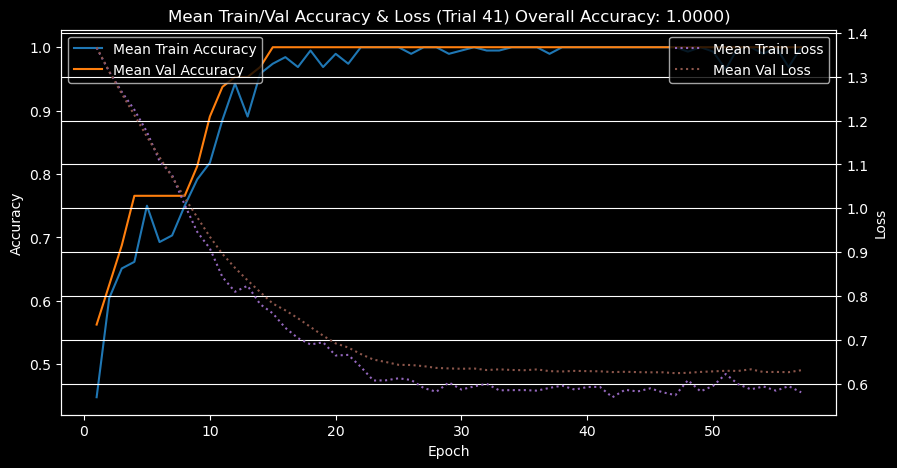 Mean Train/Val Accuracy & Loss (Trial 41) Overall Accuracy: 1.0000)
Mean Train Accuracy
Mean Val Accuracy
Mean Train Loss
Mean Val Loss
Accuracy
1.0
0.9
0.8
0.7
0.6
0.5
1.4
1.3
1.2
1.1
1.0
0.9
0.8
0.7
0.6
Loss
0
10
20
30
40
50
Epoch